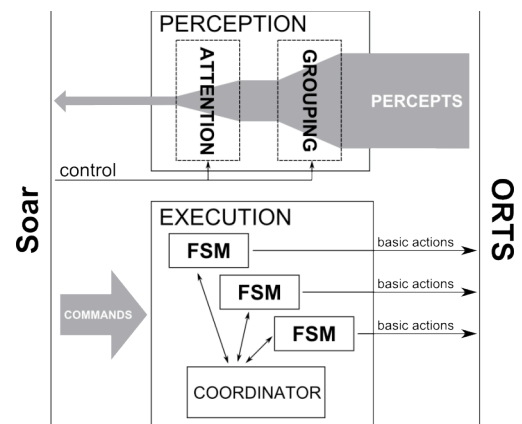 PERCEPTION
ATTENTION
GROUPING
PERCEPTS
control
Soar
ORTS
EXECUTION
FSM
basic actions
FSM
basic actions
FSM
basic actions
COMMANDS
COORDINATOR